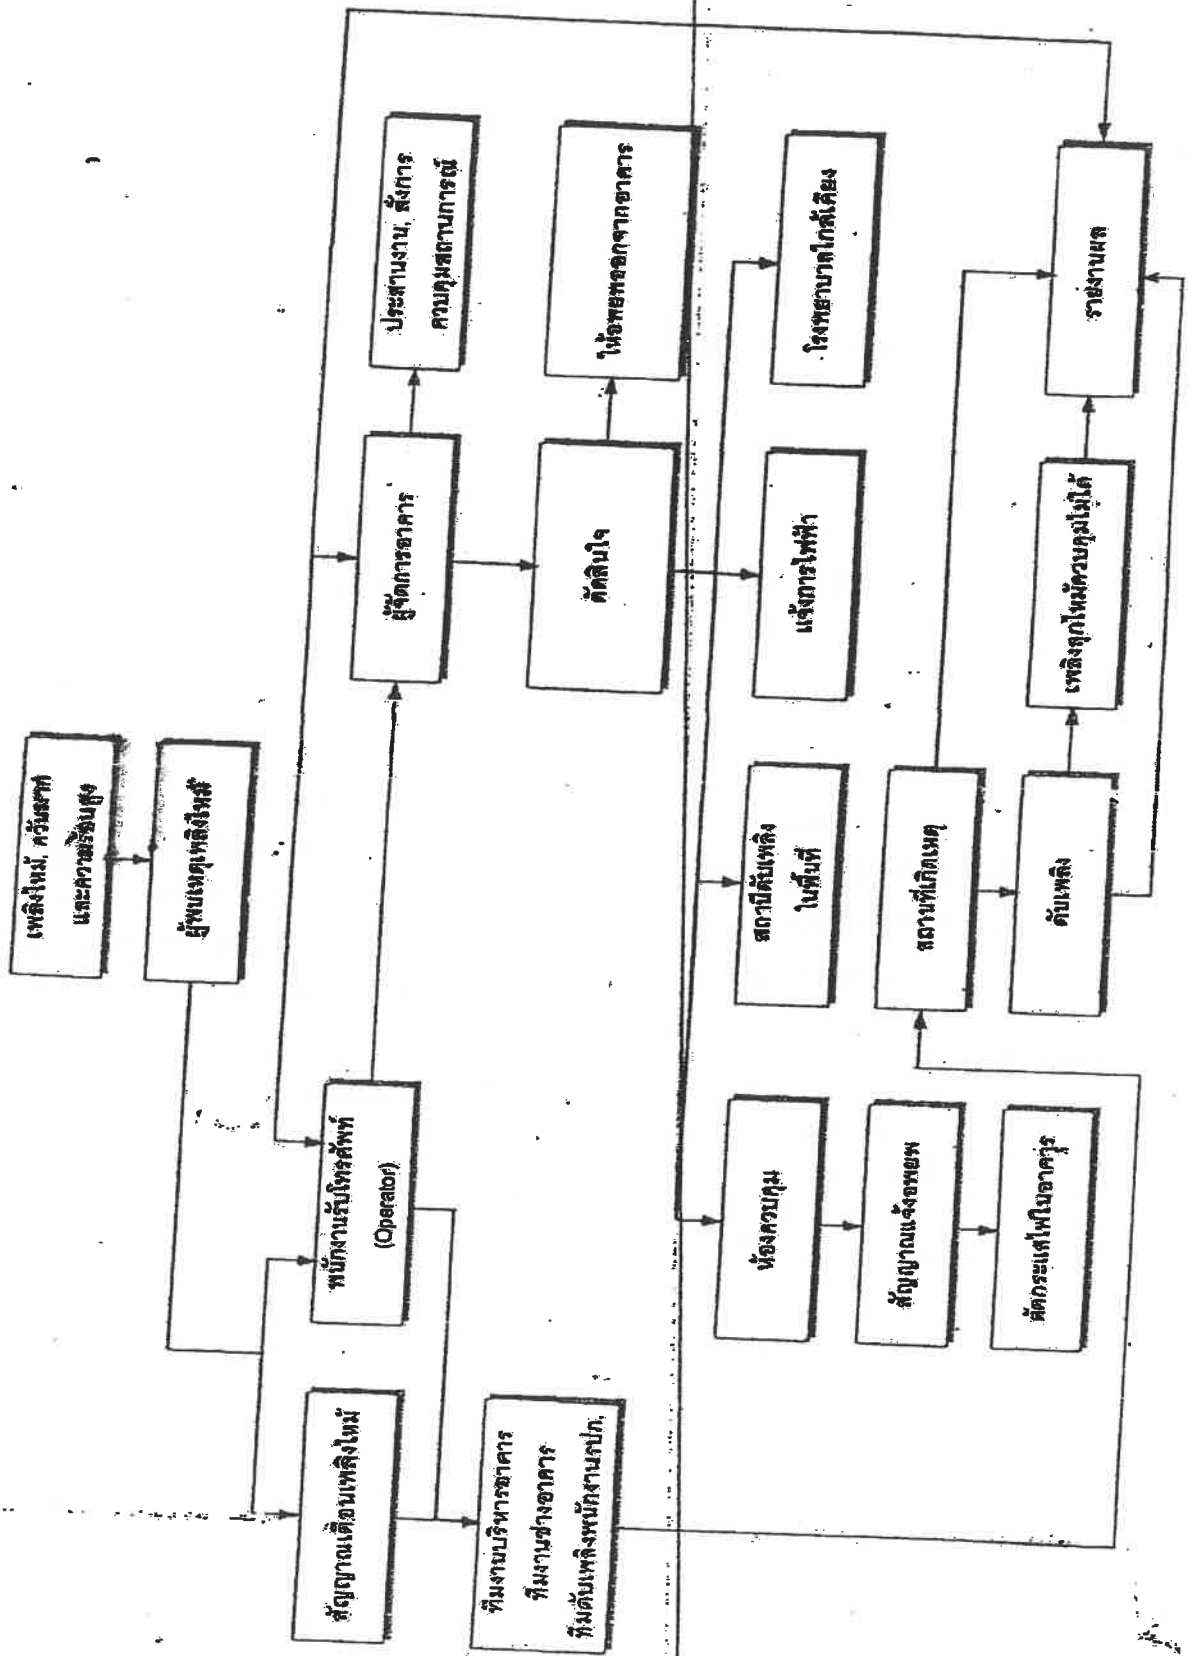 เพลิงไหม้, ควันมาก
และความร้อนสูง
ผู้พบเหตุเพลิงไหม้
สัญญาณเตือนเพลิงไหม้
พนักงานรับโทรศัพท์
(Operator)
ผู้จัดการอาคาร
ประสานงาน, สั่งการ
ควบคุมสถานการณ์
ทีมงานบริหารอาคาร
ทีมงานช่างอาคาร
ทีมดับเพลิงพนักงานรปภ.
ตัดสินใจ
ให้อพยพออกจากอาคาร
ห้องควบคุม
สถานีดับเพลิง
ในพื้นที่
แจ้งการไฟฟ้า
โรงพยาบาลใกล้เคียง
สัญญาณแจ้งอพยพ
สถานที่เกิดเหตุ
ตัดกระแสไฟในอาคาร
ดับเพลิง
เพลิงลุกไหม้ควบคุมไม่ได้
รายงานผล